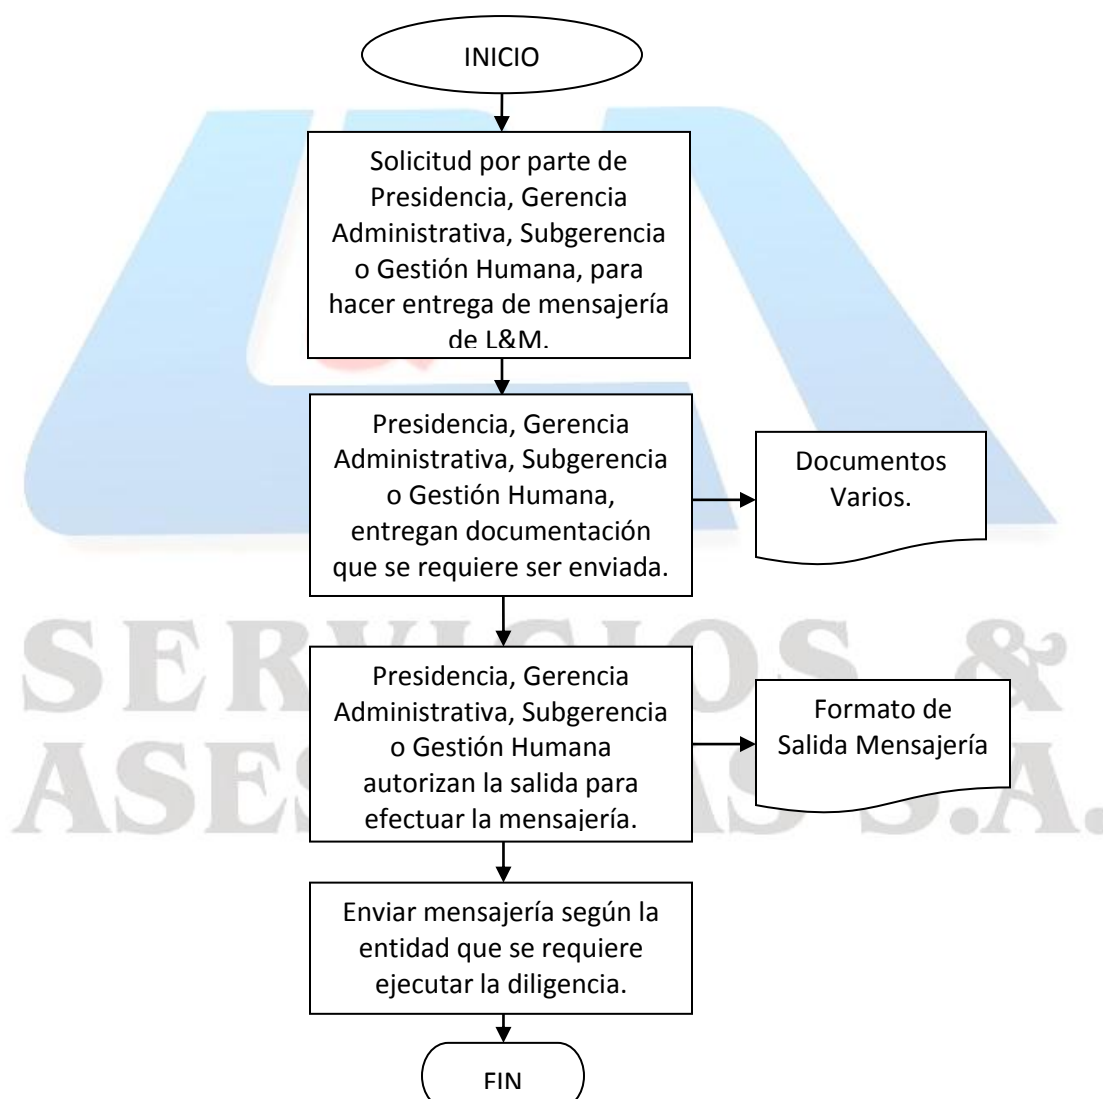 INICIO
Solicitud por parte de
Presidencia, Gerencia
Administrativa, Subgerencia
o Gestión Humana, para
hacer entrega de mensajería
de L&M.
Presidencia, Gerencia
Administrativa, Subgerencia
o Gestión Humana,
entregan documentación
que se requiere ser enviada.
Documentos
Varios.
Presidencia, Gerencia
Administrativa, Subgerencia
o Gestión Humana
autorizan la salida para
efectuar la mensajería.
Formato de
Salida Mensajería
Enviar mensajería según la
entidad que se requiere
ejecutar la diligencia.
FIN
SERVICIOS &
S.A.